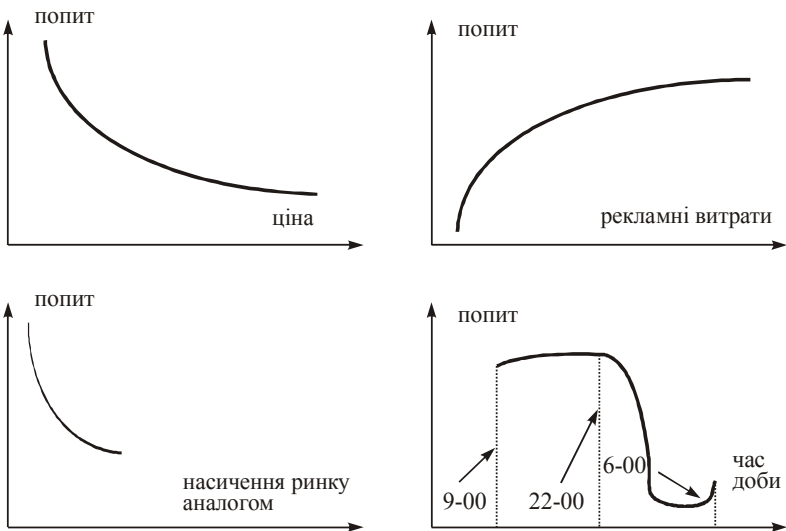 попит
ціна
попит
рекламні витрати
попит
насичення ринку
аналогом
попит
9-00
22-00
6-00
час
доби